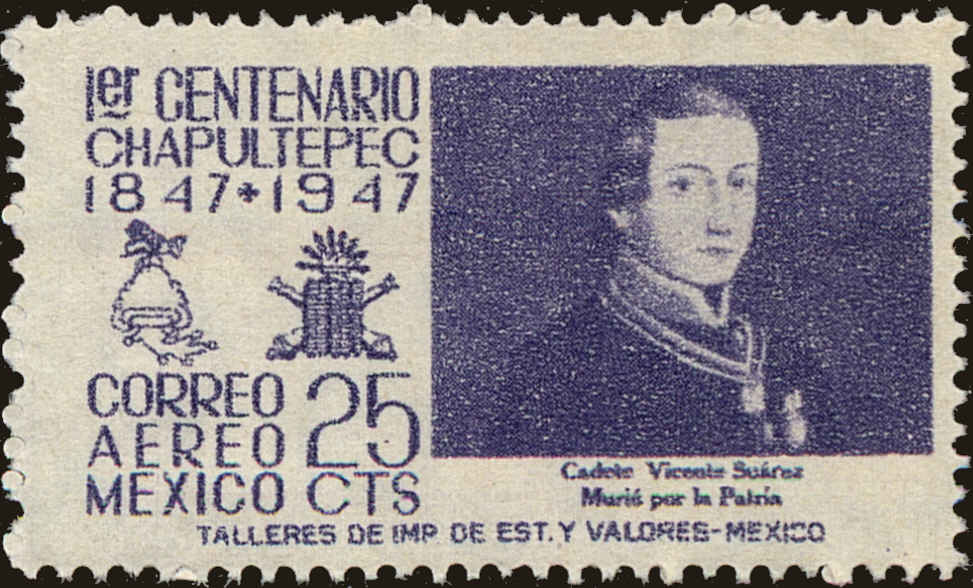 1er CENTENARIO
CHAPULTEPEC
1847*1947
CORREO
AEREO
25
MEXICO CTS
Cadete Vicente Suárez
Murió por la Patria
TALLERES DE IMP. DE EST. Y VALORES-MEXICO